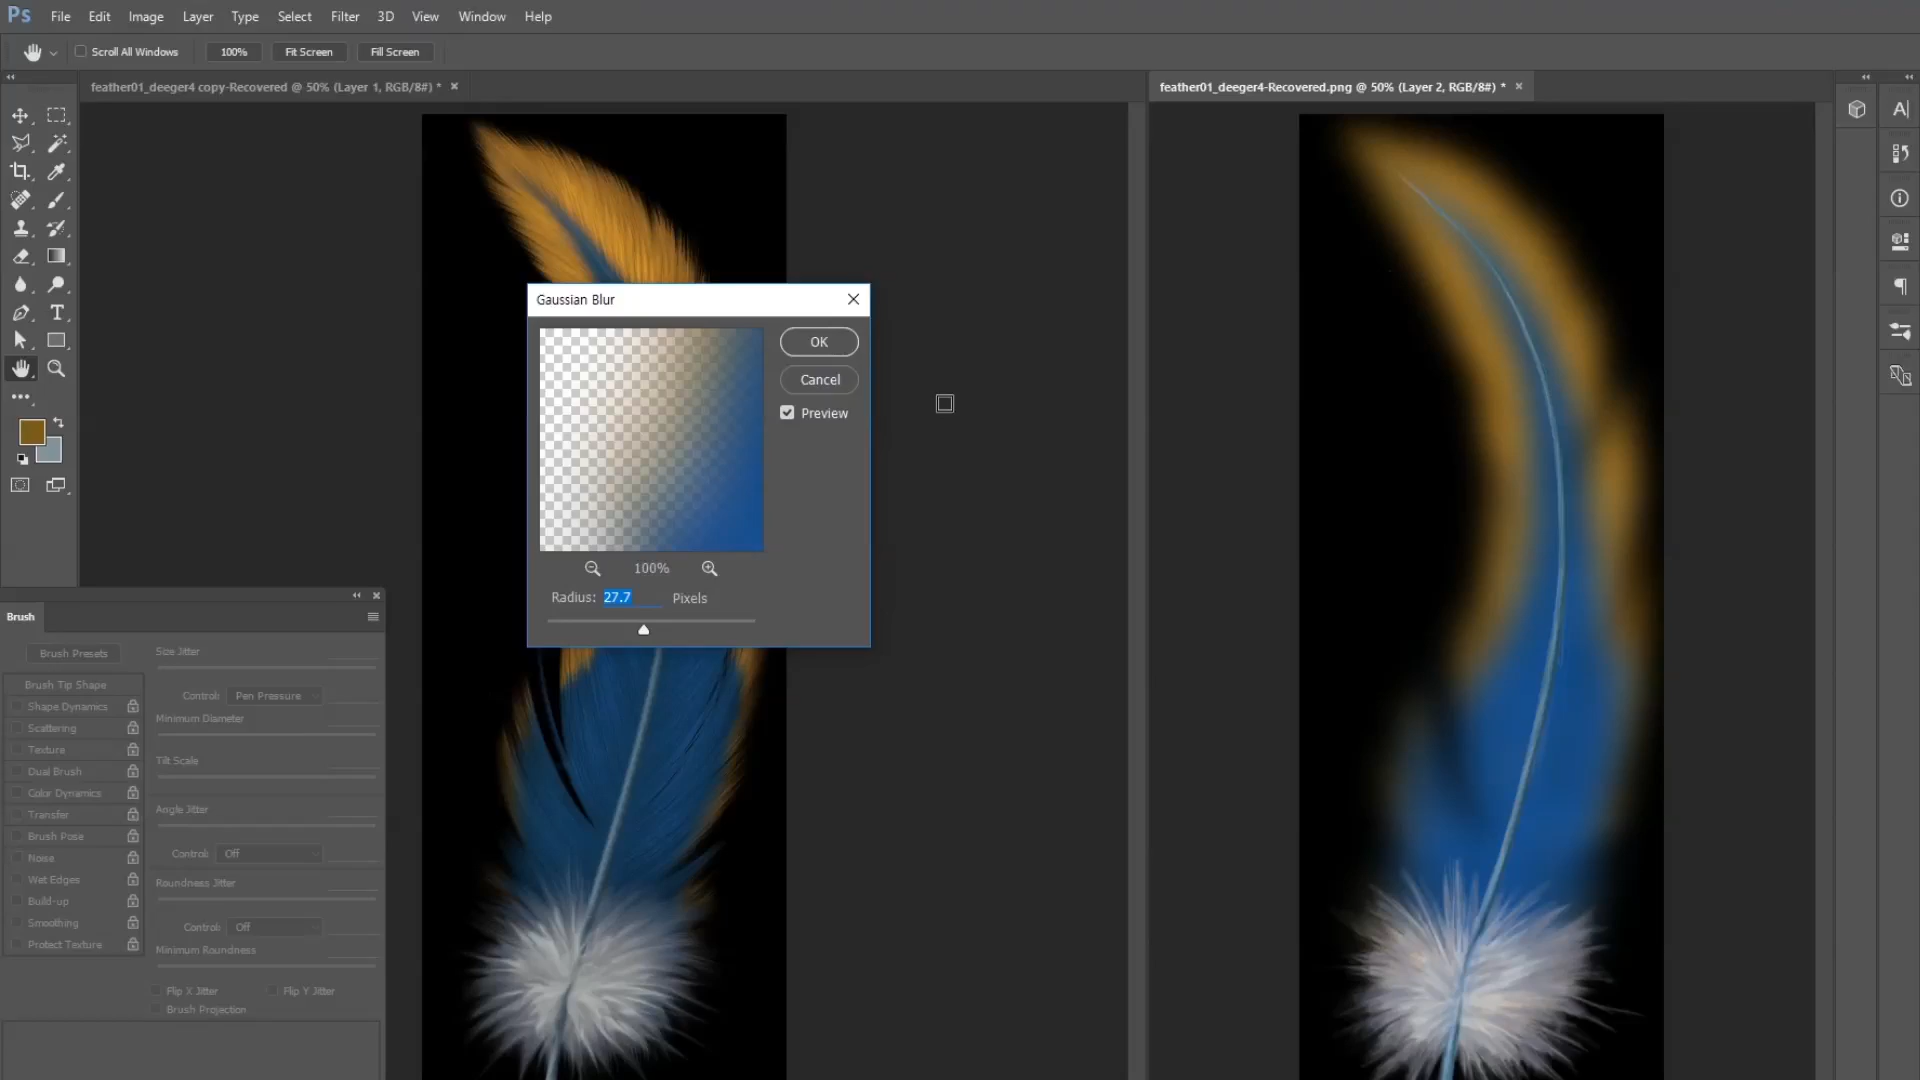 Ps File Edit Image Layer Type Select Filter 3D View Window Help
Scroll All Windows 100% Fit Screen Fill Screen
feather01_deeger4 copy-Recovered @ 50% (Layer 1, RGB/8#) *
feather01_deeger4-Recovered.png @ 50% (Layer 2, RGB/8#) *
Gaussian Blur
OK
Cancel
Preview
100%
Radius: 27.7 Pixels
Brush
Brush Presets
Brush Tip Shape
Shape Dynamics
Scattering
Texture
Dual Brush
Color Dynamics
Transfer
Brush Pose
Noise
Wet Edges
Build-up
Smoothing
Protect Texture
Size Jitter
Control: Pen Pressure
Minimum Diameter
Tilt Scale
Angle Jitter
Control: Off
Roundness Jitter
Control: Off
Minimum Roundness
Flip X Jitter Flip Y Jitter
Brush Projection